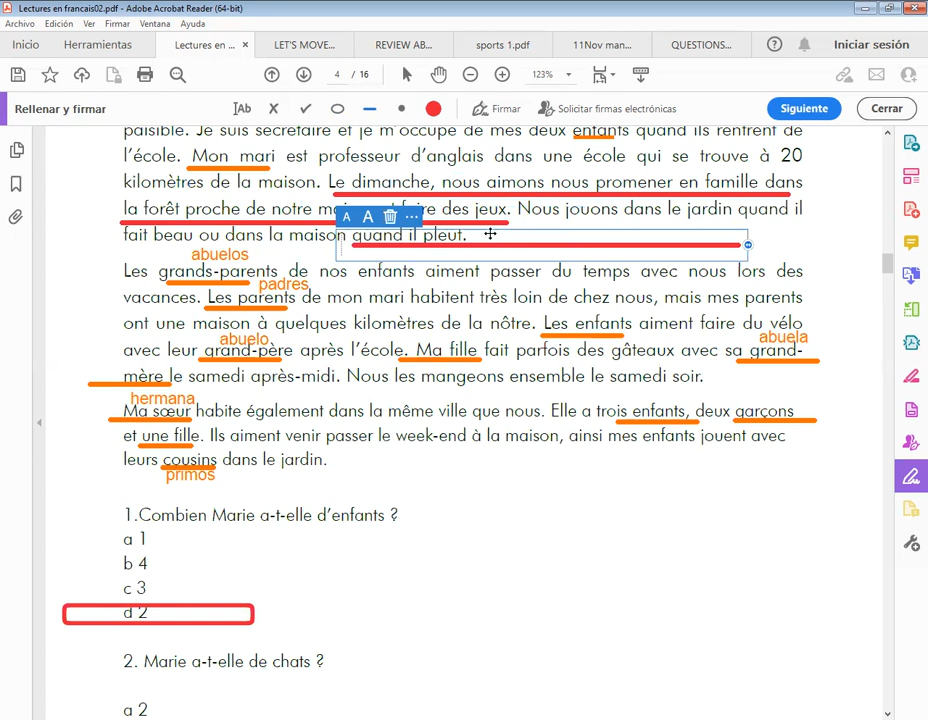 Lectures en francais02.pdf - Adobe Acrobat Reader (64-bit)
Archivo Edición Ver Firmar Ventana Ayuda
Inicio Herramientas Lectures en ... × LET'S MOVE... REVIEW AB... sports 1.pdf 11Nov man... QUESTIONS... Iniciar sesión
4 / 16 123%
Rellenar y firmar Ab Firmar Solicitar firmas electrónicas Siguiente Cerrar
paisible. Je suis secrétaire et je m'occupe de mes deux enfants quand ils rentrent de
l'école. Mon mari est professeur d'anglais dans une école qui se trouve à 20
kilomètres de la maison. Le dimanche, nous aimons nous promener en famille dans
la forêt proche de notre faire des jeux. Nous jouons dans le jardin quand il
A A ...
fait beau ou dans la maison quand il pleut.
abuelos
Les grands-parents de nos enfants aiment passer du temps avec nous lors des
padres
vacances. Les parents de mon mari habitent très loin de chez nous, mais mes parents
ont une maison à quelques kilomètres de la nôtre. Les enfants aiment faire du vélo
abuelo abuela
avec leur grand-père après l'école. Ma fille fait parfois des gâteaux avec sa grand-
mère le samedi après-midi. Nous les mangeons ensemble le samedi soir.
hermana
Ma sœur habite également dans la même ville que nous. Elle a trois enfants, deux garçons
et une fille. Ils aiment venir passer le week-end à la maison, ainsi mes enfants jouent avec
leurs cousins dans le jardin.
primos
1.Combien Marie a-t-elle d'enfants ?
a 1
b 4
c 3
d 2
2. Marie a-t-elle de chats ?
a 2